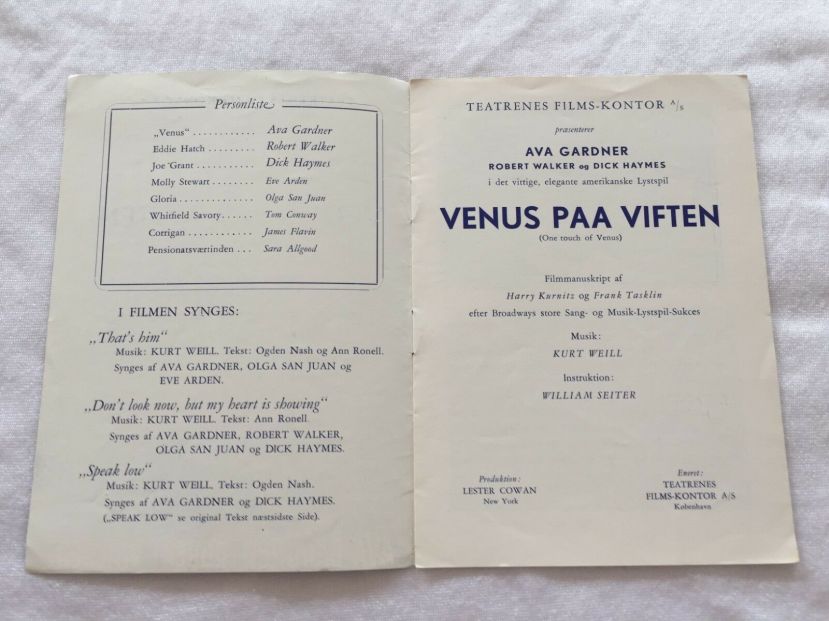 Personliste
„Venus" . . . . . . . . . . . Ava Gardner
Eddie Hatch . . . . . . . . . Robert Walker
Joe Grant . . . . . . . . . . . Dick Haymes
Molly Stewart . . . . . . . . Eve Arden
Gloria . . . . . . . . . . . . . . Olga San Juan
Whitfield Savory . . . . . . Tom Conway
Corrigan . . . . . . . . . . . . James Flavin
Pensionatsværtinden . . . Sara Allgood
I FILMEN SYNGES:
„That's him"
Musik: KURT WEILL. Tekst: Ogden Nash og Ann Ronell.
Synges af AVA GARDNER, OLGA SAN JUAN og
EVE ARDEN.
„Don't look now, but my heart is showing"
Musik: KURT WEILL. Tekst: Ann Ronell.
Synges af AVA GARDNER, ROBERT WALKER,
OLGA SAN JUAN og DICK HAYMES.
„Speak low"
Musik: KURT WEILL. Tekst: Ogden Nash.
Synges af AVA GARDNER og DICK HAYMES.
(„SPEAK LOW" se original Tekst næstsidste Side).
TEATRENES FILMS-KONTOR A/S
præsenterer
AVA GARDNER
ROBERT WALKER og DICK HAYMES
i det vittige, elegante amerikanske Lystspil
VENUS PAA VIFTEN
(One touch of Venus)
Filmmanuskript af
Harry Kurnitz og Frank Tasklin
efter Broadways store Sang- og Musik-Lystspil-Sukces
Musik:
KURT WEILL
Instruktion:
WILLIAM SEITER
Produktion:
LESTER COWAN
New York
Eneret:
TEATRENES
FILMS-KONTOR A/S
København